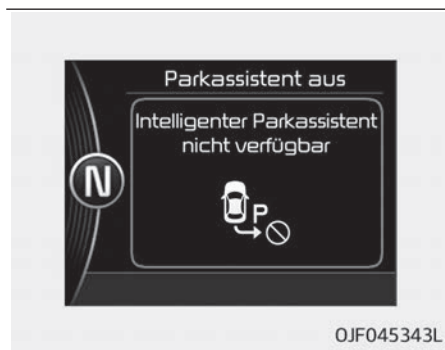 Parkassistent aus
Intelligenter Parkassistent
nicht verfügbar
N
P
OJF045343L